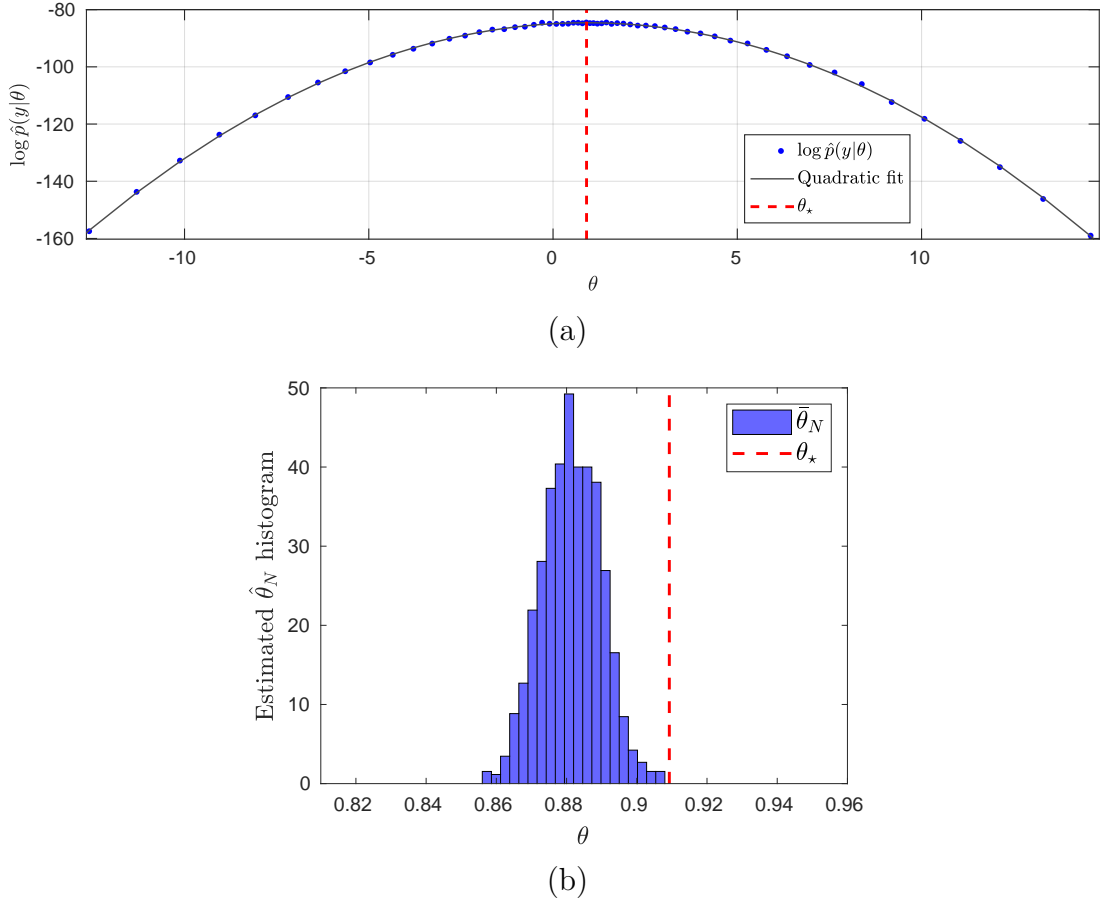 -80
-100
-120
-140
-160
log p̂(y|θ)
log p̂(y|θ)
Quadratic fit
θ⋆
-10 -5 0 5 10
θ
(a)
50
40
30
20
10
0
Estimated θ̂_N histogram
θ̄_N
θ⋆
0.82 0.84 0.86 0.88 0.9 0.92 0.94 0.96
θ
(b)